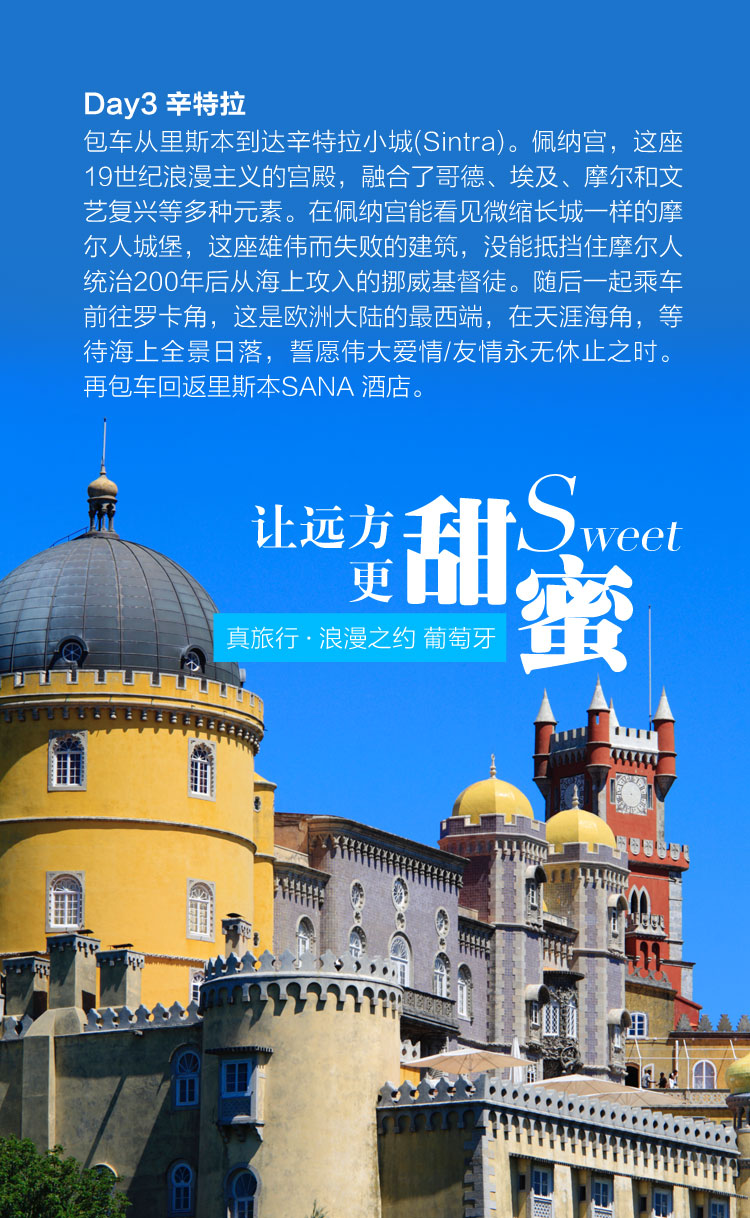 Day3 辛特拉
包车从里斯本到达辛特拉小城(Sintra)。佩纳宫，这座
19世纪浪漫主义的宫殿，融合了哥德、埃及、摩尔和文
艺复兴等多种元素。在佩纳宫能看见微缩长城一样的摩
尔人城堡，这座雄伟而失败的建筑，没能抵挡住摩尔人
统治200年后从海上攻入的挪威基督徒。随后一起乘车
前往罗卡角，这是欧洲大陆的最西端，在天涯海角，等
待海上全景日落，誓愿伟大爱情/友情永无休止之时。
再包车回返里斯本SANA 酒店。
让远方
更
甜蜜
Sweet
真旅行·浪漫之约 葡萄牙